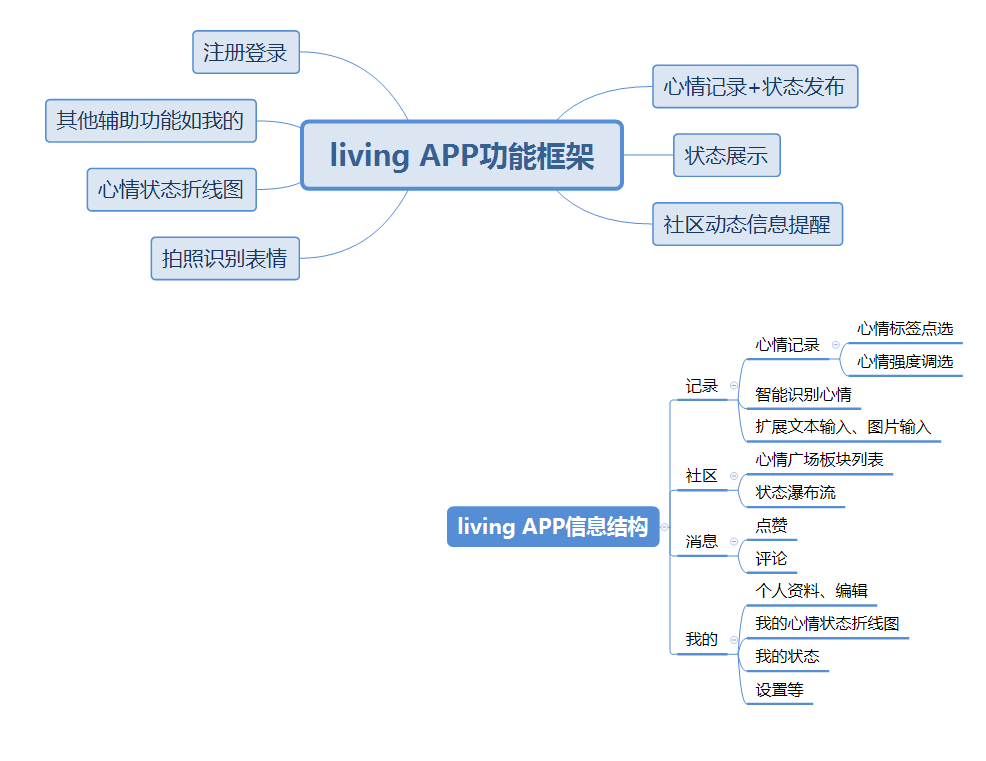 注册登录
心情记录+状态发布
其他辅助功能如我的
living APP功能框架
状态展示
心情状态折线图
社区动态信息提醒
拍照识别表情
心情标签点选
心情记录
心情强度调选
记录
智能识别心情
扩展文本输入、图片输入
心情广场板块列表
社区
状态瀑布流
living APP信息结构
点赞
消息
评论
个人资料、编辑
我的心情状态折线图
我的
我的状态
设置等